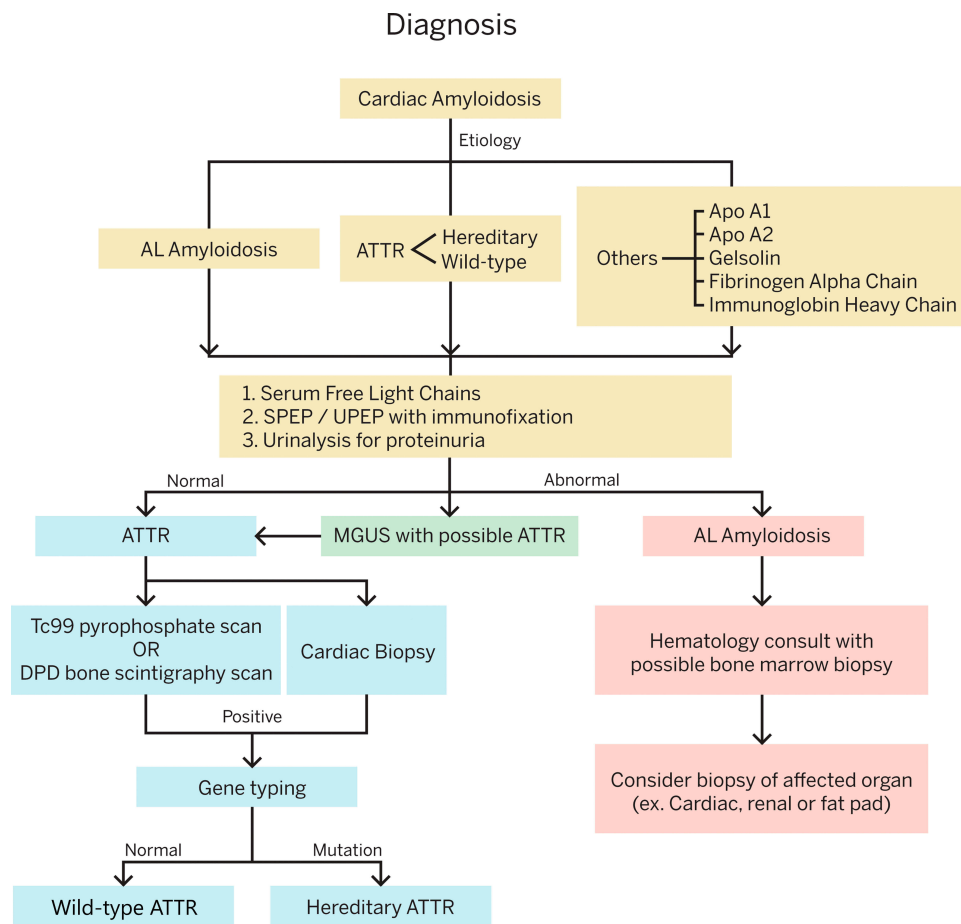 Diagnosis
Cardiac Amyloidosis
Etiology
AL Amyloidosis
ATTR
Hereditary
Wild-type
Others
Apo A1
Apo A2
Gelsolin
Fibrinogen Alpha Chain
Immunoglobin Heavy Chain
1. Serum Free Light Chains
2. SPEP / UPEP with immunofixation
3. Urinalysis for proteinuria
Normal
Abnormal
ATTR
MGUS with possible ATTR
AL Amyloidosis
Tc99 pyrophosphate scan
OR
DPD bone scintigraphy scan
Cardiac Biopsy
Hematology consult with
possible bone marrow biopsy
Positive
Gene typing
Consider biopsy of affected organ
(ex. Cardiac, renal or fat pad)
Normal
Mutation
Wild-type ATTR
Hereditary ATTR